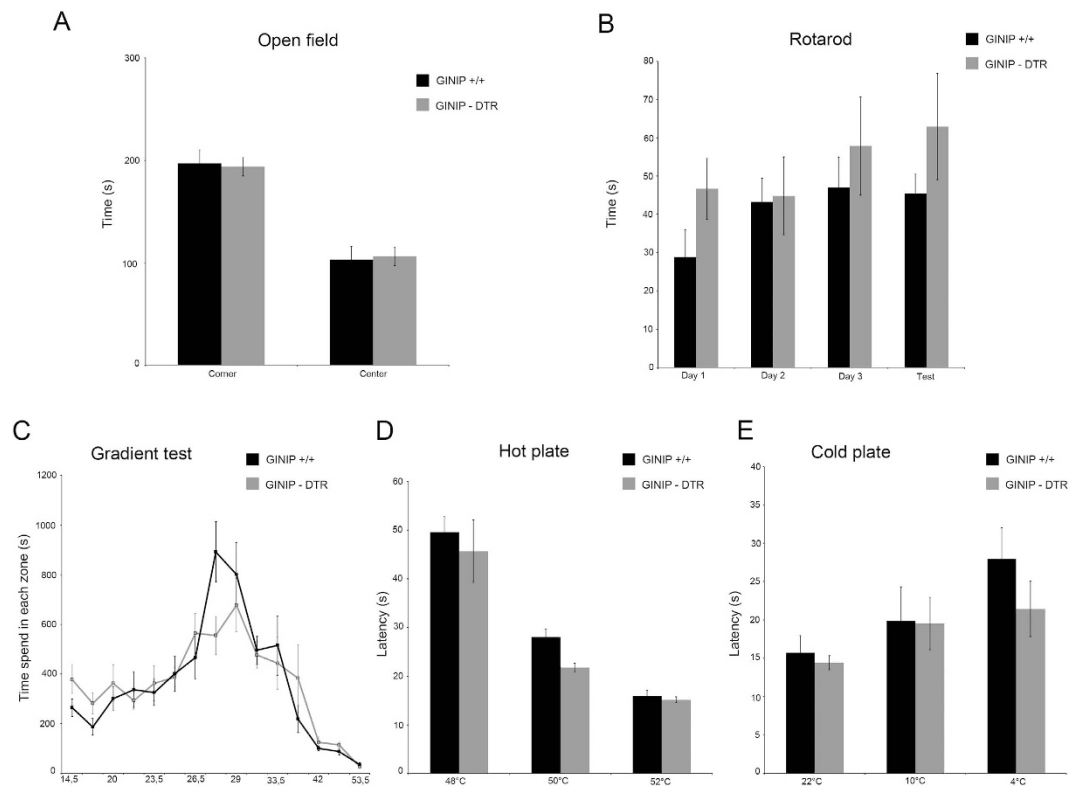 A
Open field
GINIP +/+
GINIP - DTR
Time (s)
300
200
100
0
Corner
Center
B
Rotarod
GINIP +/+
GINIP - DTR
Time (s)
80
70
60
50
40
30
20
10
0
Day 1
Day 2
Day 3
Test
C
Gradient test
GINIP +/+
GINIP - DTR
Time spend in each zone (s)
1200
1000
800
600
400
200
0
14,5
20
23,5
26,5
29
33,5
42
53,5
D
Hot plate
GINIP +/+
GINIP - DTR
Latency (s)
60
50
40
30
20
10
0
48°C
50°C
52°C
E
Cold plate
GINIP +/+
GINIP - DTR
Latency (s)
40
35
30
25
20
15
10
5
0
22°C
10°C
4°C